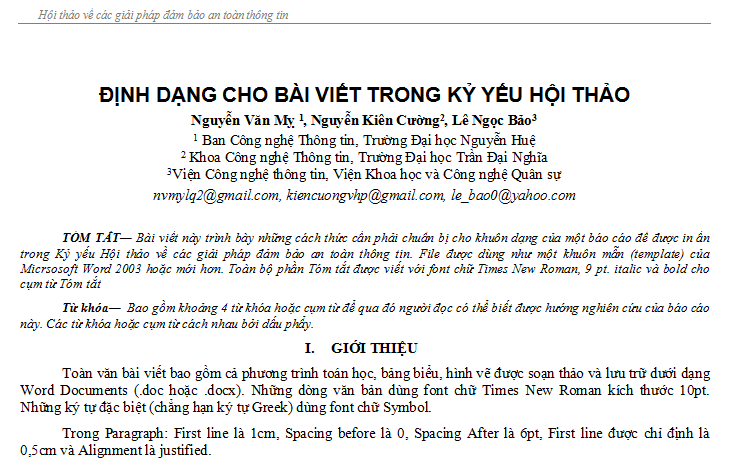 Hội thảo về các giải pháp đảm bảo an toàn thông tin
ĐỊNH DẠNG CHO BÀI VIẾT TRONG KỶ YẾU HỘI THẢO
Nguyễn Văn Mỵ ¹, Nguyễn Kiên Cường², Lê Ngọc Bảo³
¹ Ban Công nghệ Thông tin, Trường Đại học Nguyễn Huệ
² Khoa Công nghệ Thông tin, Trường Đại học Trần Đại Nghĩa
³Viện Công nghệ thông tin, Viện Khoa học và Công nghệ Quân sự
nvmylq2@gmail.com, kiencuongvhp@gmail.com, le_bao0@yahoo.com
TÓM TẮT— Bài viết này trình bày những cách thức cần phải chuẩn bị cho khuôn dạng của một báo cáo để được in ấn
trong Kỷ yếu Hội thảo về các giải pháp đảm bảo an toàn thông tin. File được dùng như một khuôn mẫn (template) của
Micrsosoft Word 2003 hoặc mới hơn. Toàn bộ phần Tóm tắt được viết với font chữ Times New Roman, 9 pt. italic và bold cho
cụm từ Tóm tắt
Từ khóa— Bao gồm khoảng 4 từ khóa hoặc cụm từ để qua đó người đọc có thể biết được hướng nghiên cứu của báo cáo
này. Các từ khóa hoặc cụm từ cách nhau bởi dấu phẩy.
I. GIỚI THIỆU
Toàn văn bài viết bao gồm cả phương trình toán học, bảng biểu, hình vẽ được soạn thảo và lưu trữ dưới dạng
Word Documents (.doc hoặc .docx). Những dòng văn bản dùng font chữ Times New Roman kích thước 10pt.
Những ký tự đặc biệt (chẳng hạn ký tự Greek) dùng font chữ Symbol.
Trong Paragraph: First line là 1cm, Spacing before là 0, Spacing After là 6pt, First line được chỉ định là
0,5cm và Alignment là justified.